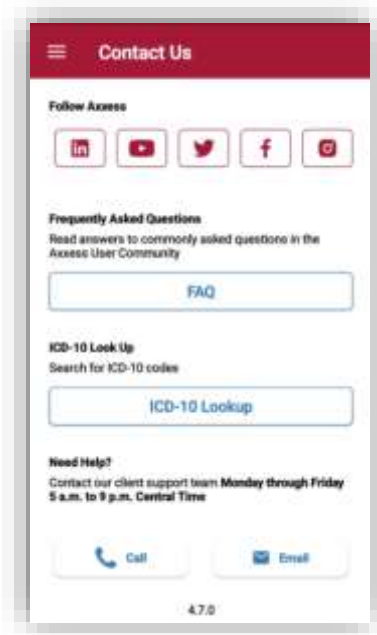 Contact Us
Follow Axxess
Frequently Asked Questions
Read answers to commonly asked questions in the
Axxess User Community
FAQ
ICD-10 Look Up
Search for ICD-10 codes
ICD-10 Lookup
Need Help?
Contact our client support team Monday through Friday
5 a.m. to 9 p.m. Central Time
Call
Email
4.7.0